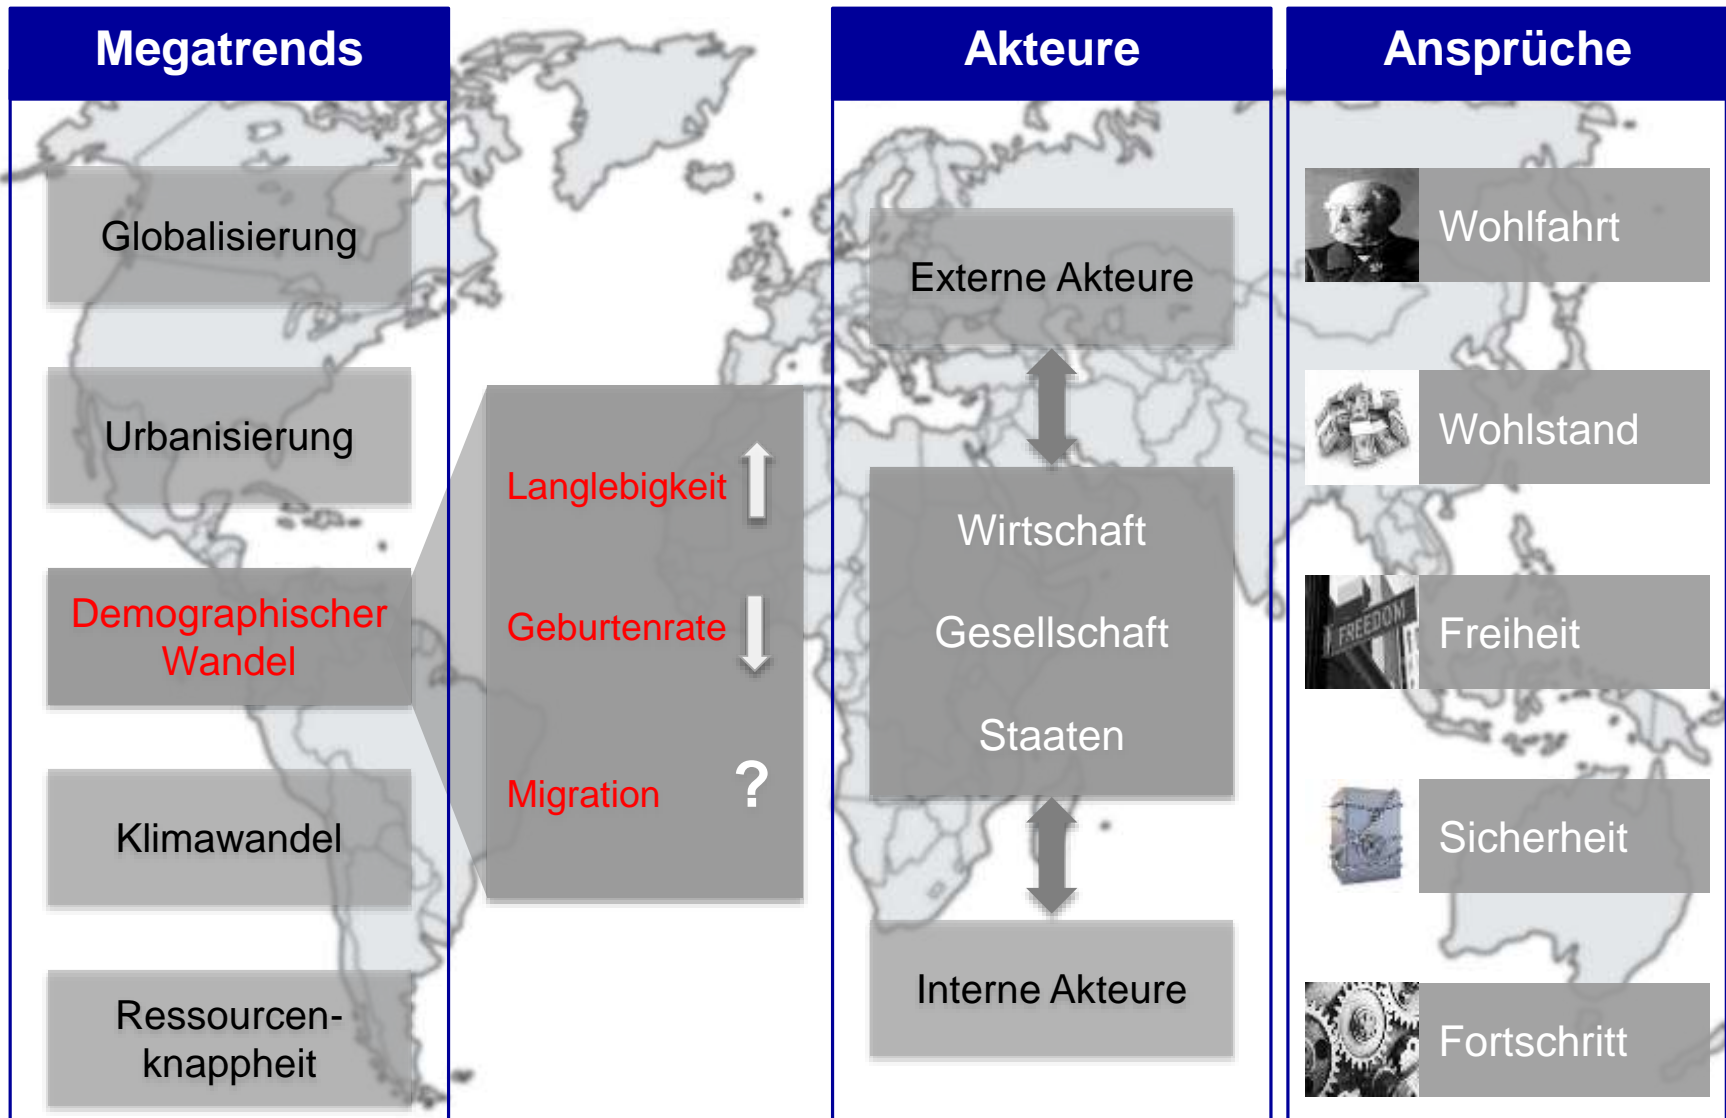 Megatrends
Globalisierung
Urbanisierung
Demographischer
Wandel
Klimawandel
Ressourcen-
knappheit
Langlebigkeit
Geburtenrate
Migration ?
Akteure
Externe Akteure
Wirtschaft
Gesellschaft
Staaten
Interne Akteure
Ansprüche
Wohlfahrt
Wohlstand
FREEDOM
Freiheit
Sicherheit
Fortschritt